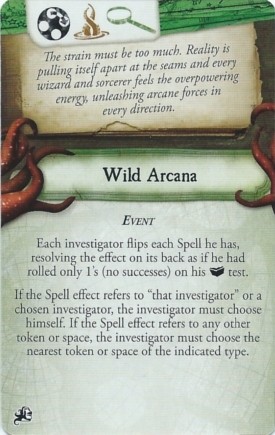 The strain must be too much. Reality is
pulling itself apart at the seams and every
wizard and sorcerer feels the overpowering
energy, unleashing arcane forces in
every direction.
Wild Arcana
EVENT
Each investigator flips each Spell he has,
resolving the effect on its back as if he had
rolled only 1's (no successes) on his test.
If the Spell effect refers to "that investigator" or a
chosen investigator, the investigator must choose
himself. If the Spell effect refers to any other
token or space, the investigator must choose the
nearest token or space of the indicated type.